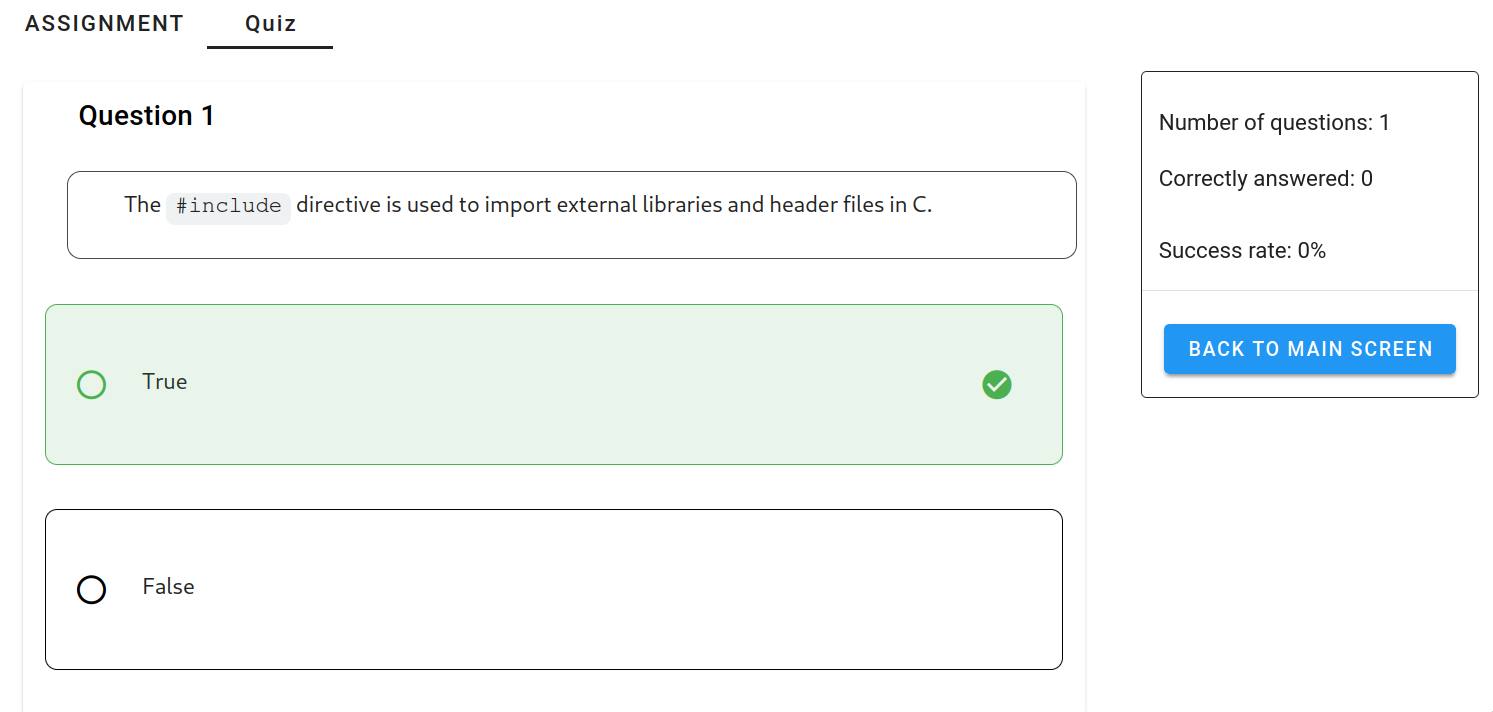 ASSIGNMENT Quiz
Question 1
The #include directive is used to import external libraries and header files in C.
True
False
Number of questions: 1
Correctly answered: 0
Success rate: 0%
BACK TO MAIN SCREEN